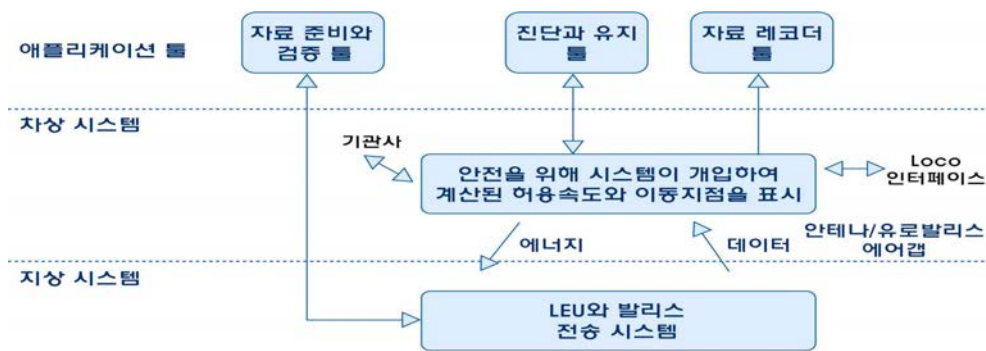 애플리케이션 툴
자료 준비와
검증 툴
진단과 유지
툴
자료 레코더
툴
차상 시스템
기관사
안전을 위해 시스템이 개입하여
계산된 허용속도와 이동지점을 표시
Loco
인터페이스
에너지
데이터
안테나/유로발리스
에어갭
지상 시스템
LEU와 발리스
전송 시스템